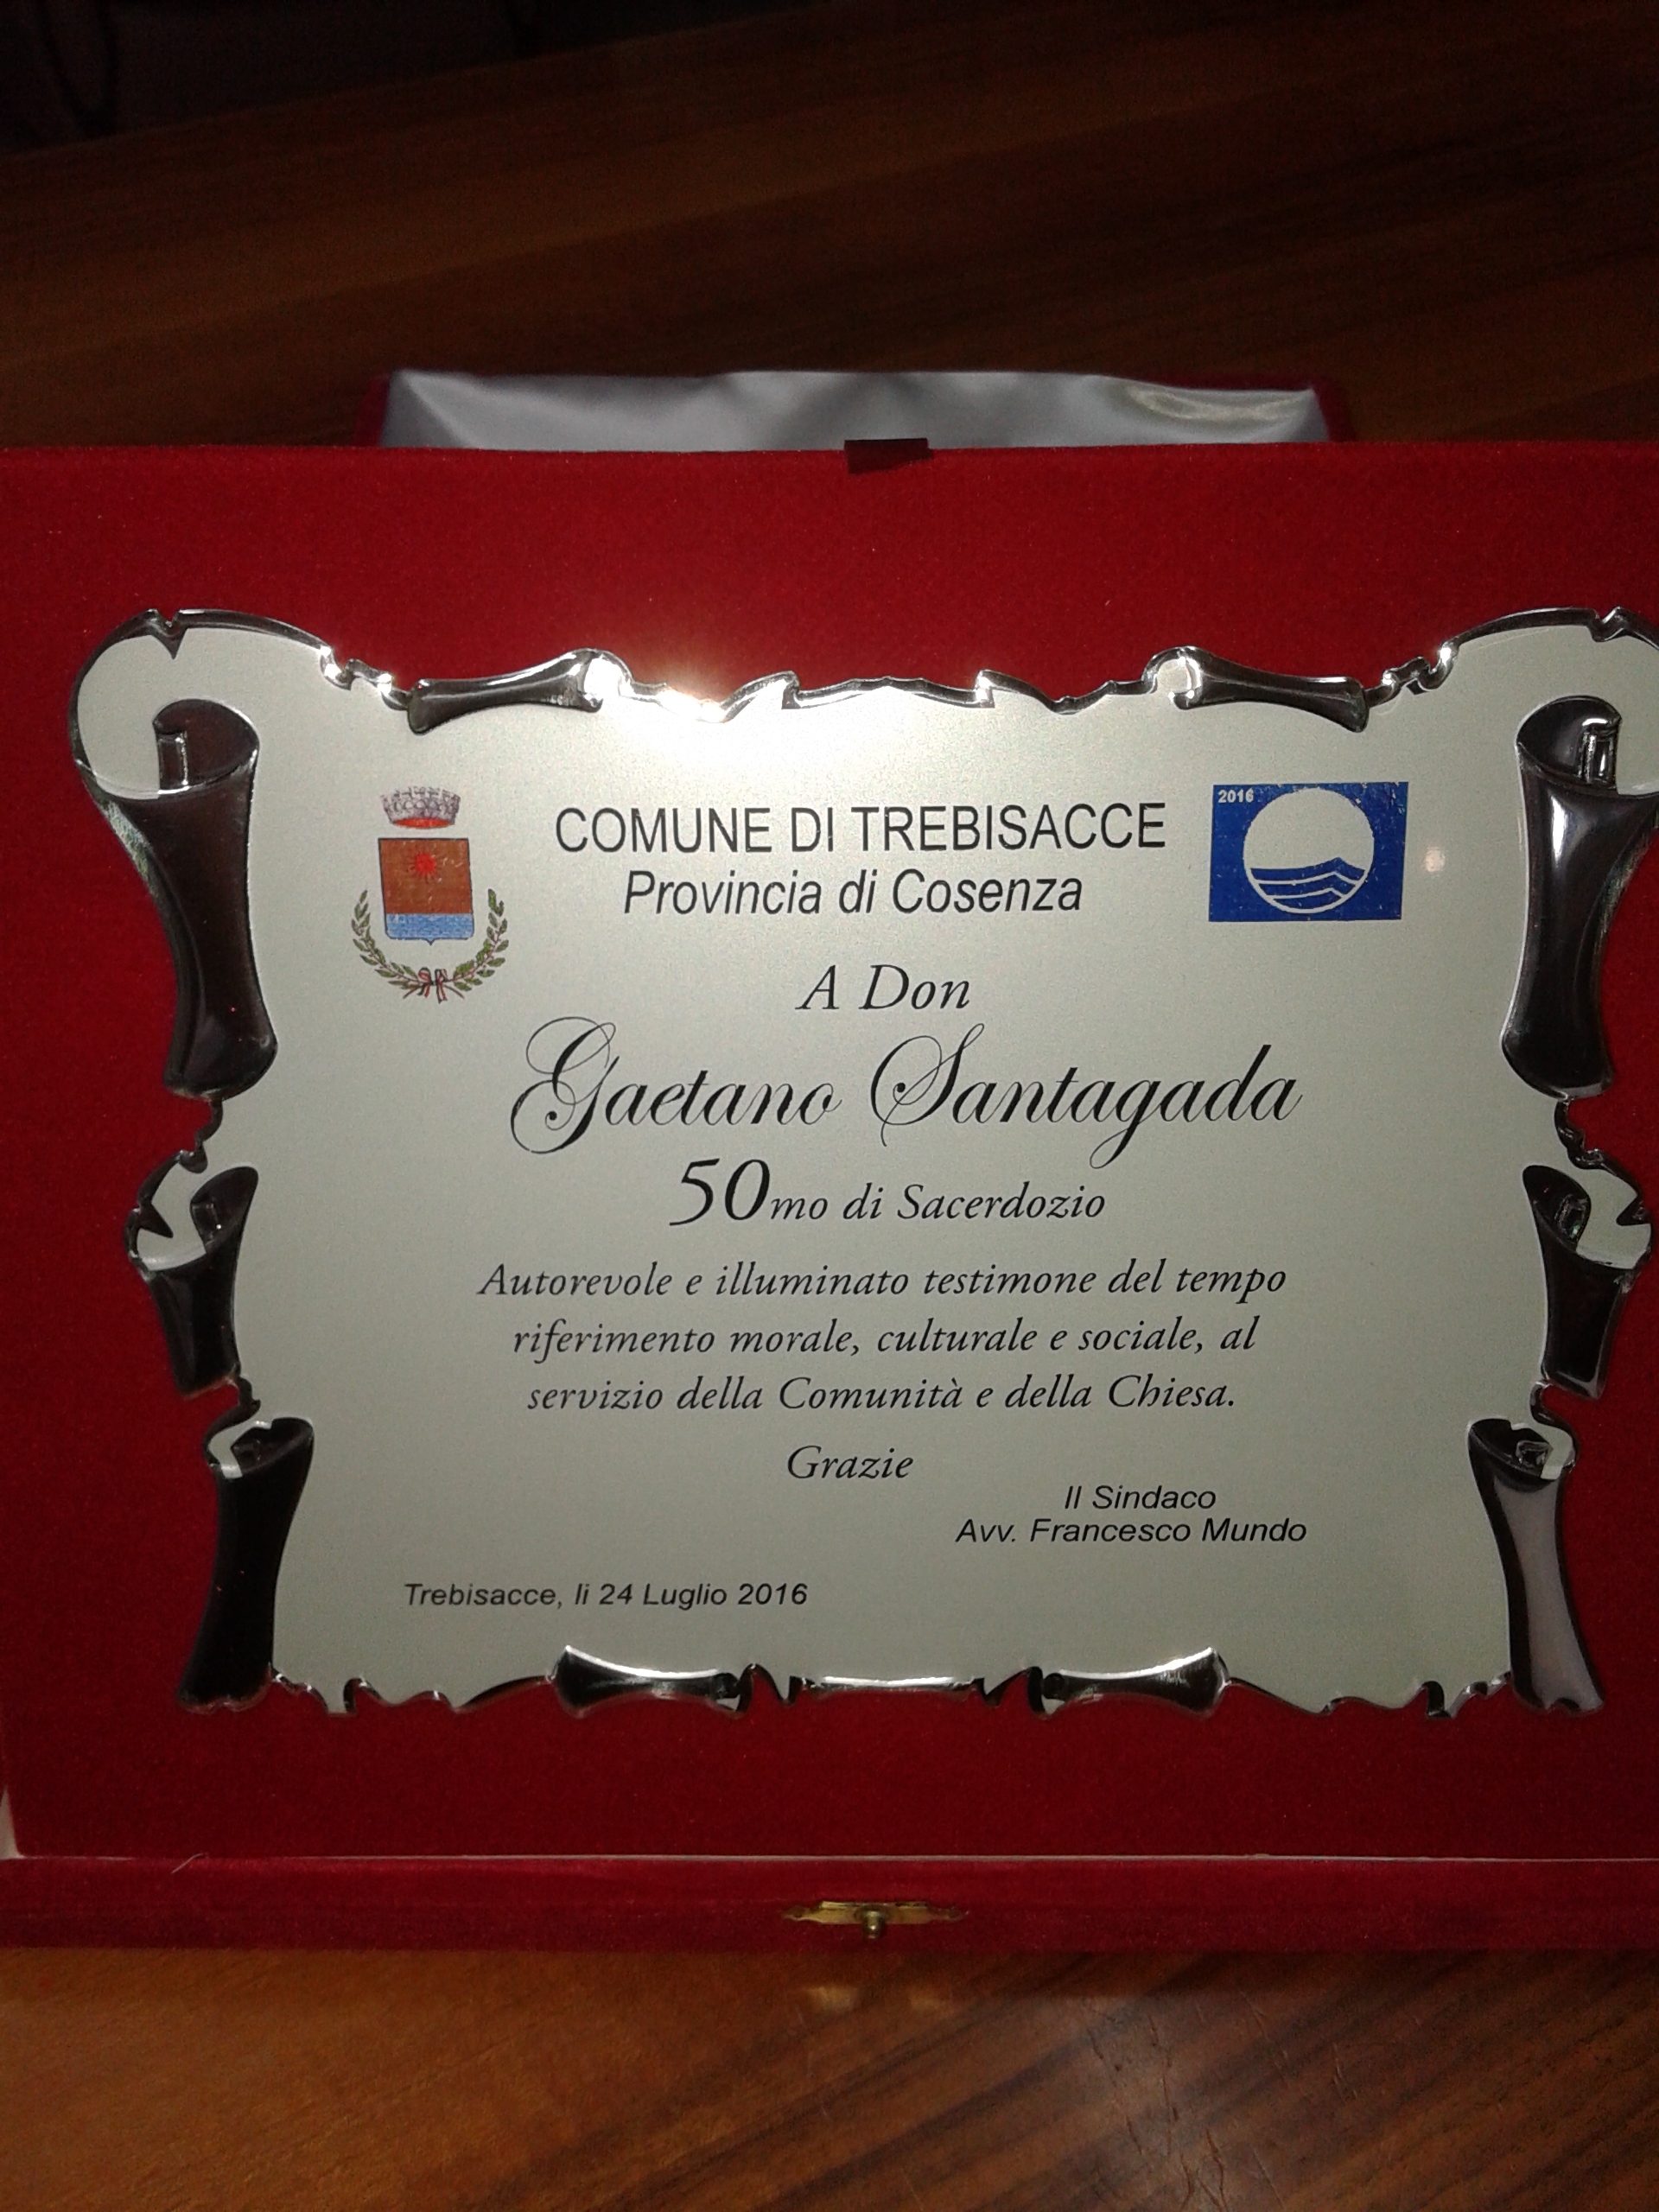 COMUNE DI TREBISACCE
Provincia di Cosenza
2016
A Don
Gaetano Santagada
50mo di Sacerdozio
Autorevole e illuminato testimone del tempo
riferimento morale, culturale e sociale, al
servizio della Comunità e della Chiesa.
Grazie
Il Sindaco
Avv. Francesco Mundo
Trebisacce, li 24 Luglio 2016